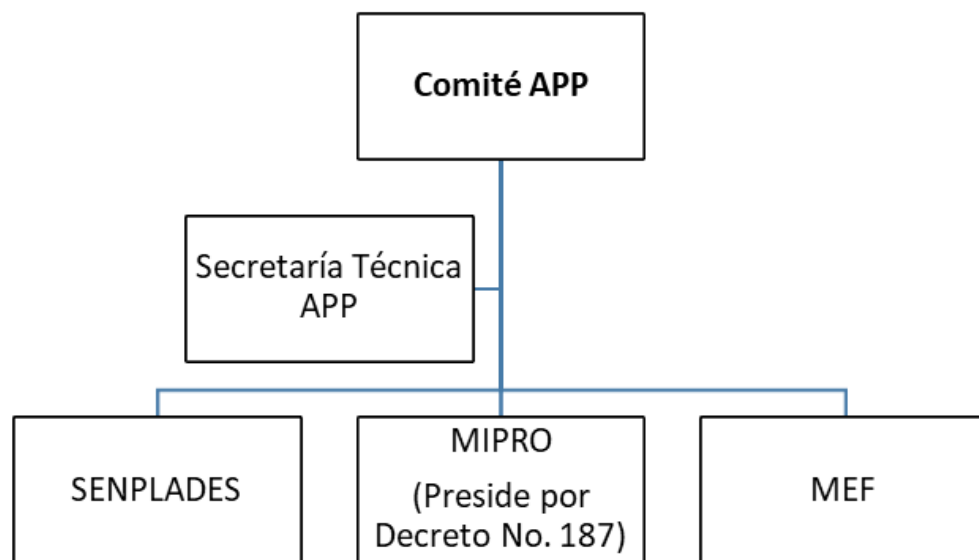 Comité APP
Secretaría Técnica
APP
SENPLADES
MIPRO
(Preside por
Decreto No. 187)
MEF